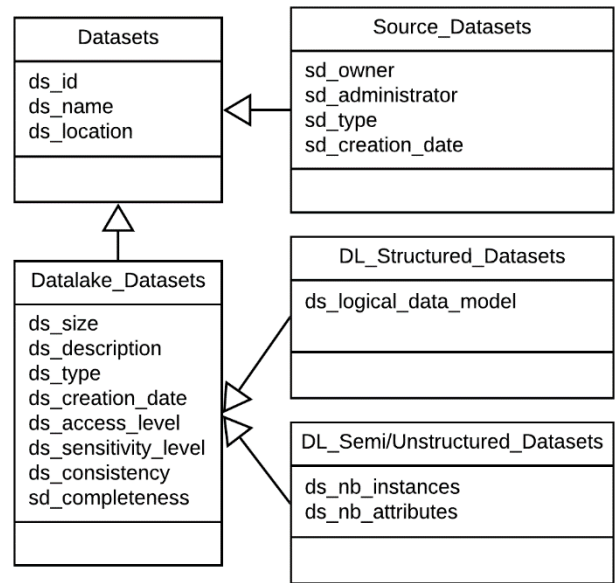 Datasets
ds_id
ds_name
ds_location
Source_Datasets
sd_owner
sd_administrator
sd_type
sd_creation_date
Datalake_Datasets
ds_size
ds_description
ds_type
ds_creation_date
ds_access_level
ds_sensitivity_level
ds_consistency
sd_completeness
DL_Structured_Datasets
ds_logical_data_model
DL_Semi/Unstructured_Datasets
ds_nb_instances
ds_nb_attributes